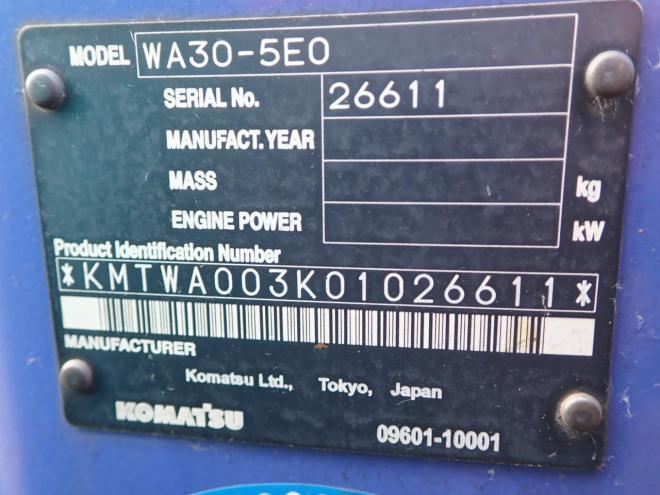 MODEL WA30-5E0
SERIAL No. 26611
MANUFACT.YEAR
MASS kg
ENGINE POWER kW
Product Identification Number
*KMTWA003K01026611*
MANUFACTURER
Komatsu Ltd., Tokyo, Japan
KOMATSU 09601-10001